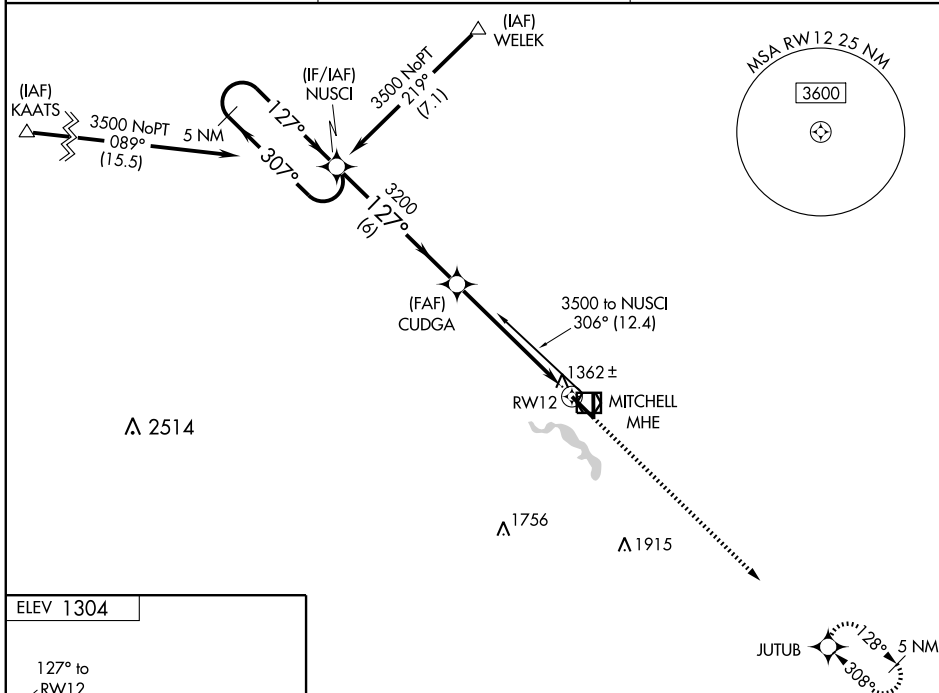 (IAF)
WELEK
MSA RW12 25 NM
3600
(IF/IAF)
NUSCI
3500 NoPT
219°
(7.1)
(IAF)
KAATS
3500 NoPT
089°
(15.5)
5 NM
127°
307°
3200
127°
(6)
(FAF)
CUDGA
3500 to NUSCI
306° (12.4)
1362 ±
RW12
MITCHELL
MHE
2514
1756
1915
ELEV 1304
127° to
RW12
JUTUB
128°
308°
5 NM